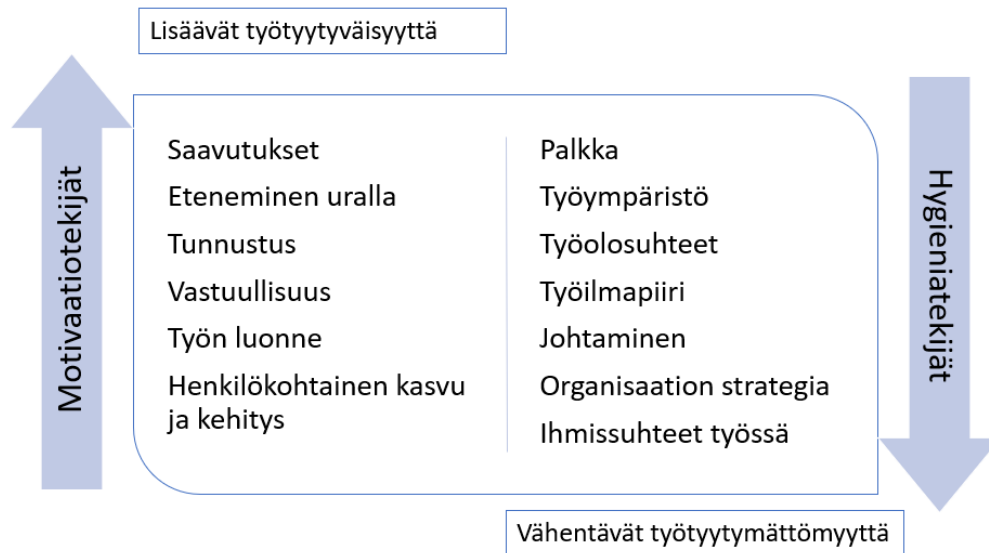 Lisäävät työtyytyväisyyttä
Motivaatiotekijät
Saavutukset
Eteneminen uralla
Tunnustus
Vastuullisuus
Työn luonne
Henkilökohtainen kasvu
ja kehitys
Palkka
Työympäristö
Työolosuhteet
Työilmapiiri
Johtaminen
Organisaation strategia
Ihmissuhteet työssä
Hygieniatekijät
Vähentävät työtyytymättömyyttä